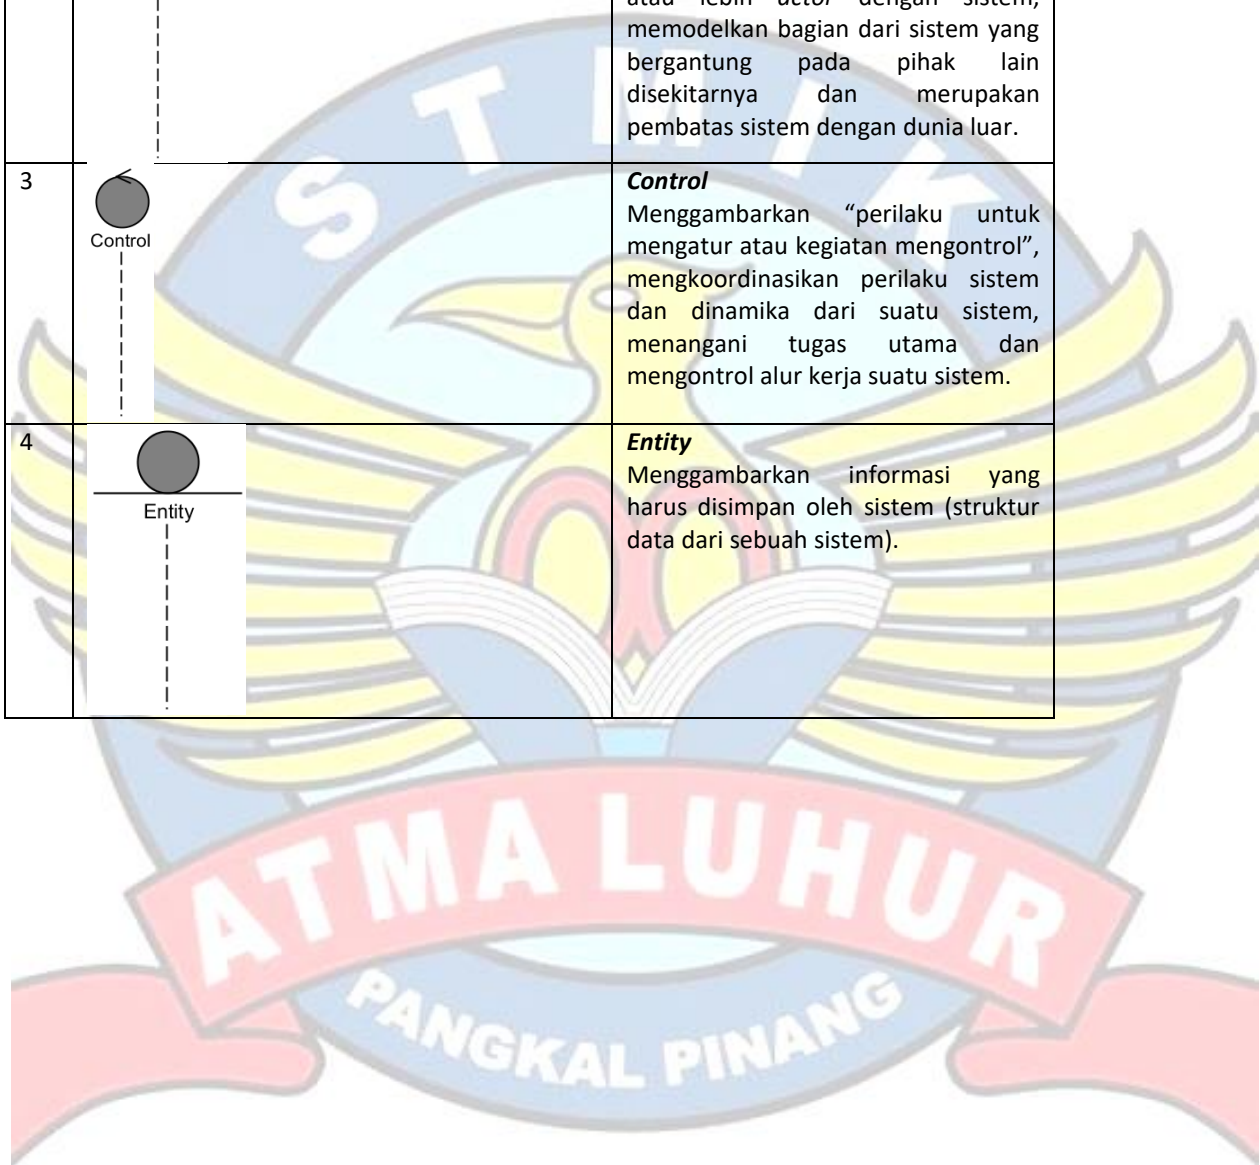 atau lebih actor dengan sistem,
memodelkan bagian dari sistem yang
bergantung pada pihak lain
disekitarnya dan merupakan
pembatas sistem dengan dunia luar.
3
Control
Control
Menggambarkan “perilaku untuk
mengatur atau kegiatan mengontrol”,
mengkoordinasikan perilaku sistem
dan dinamika dari suatu sistem,
menangani tugas utama dan
mengontrol alur kerja suatu sistem.
4
Entity
Entity
Menggambarkan informasi yang
harus disimpan oleh sistem (struktur
data dari sebuah sistem).
STMIK
ATMA LUHUR
PANGKAL PINANG